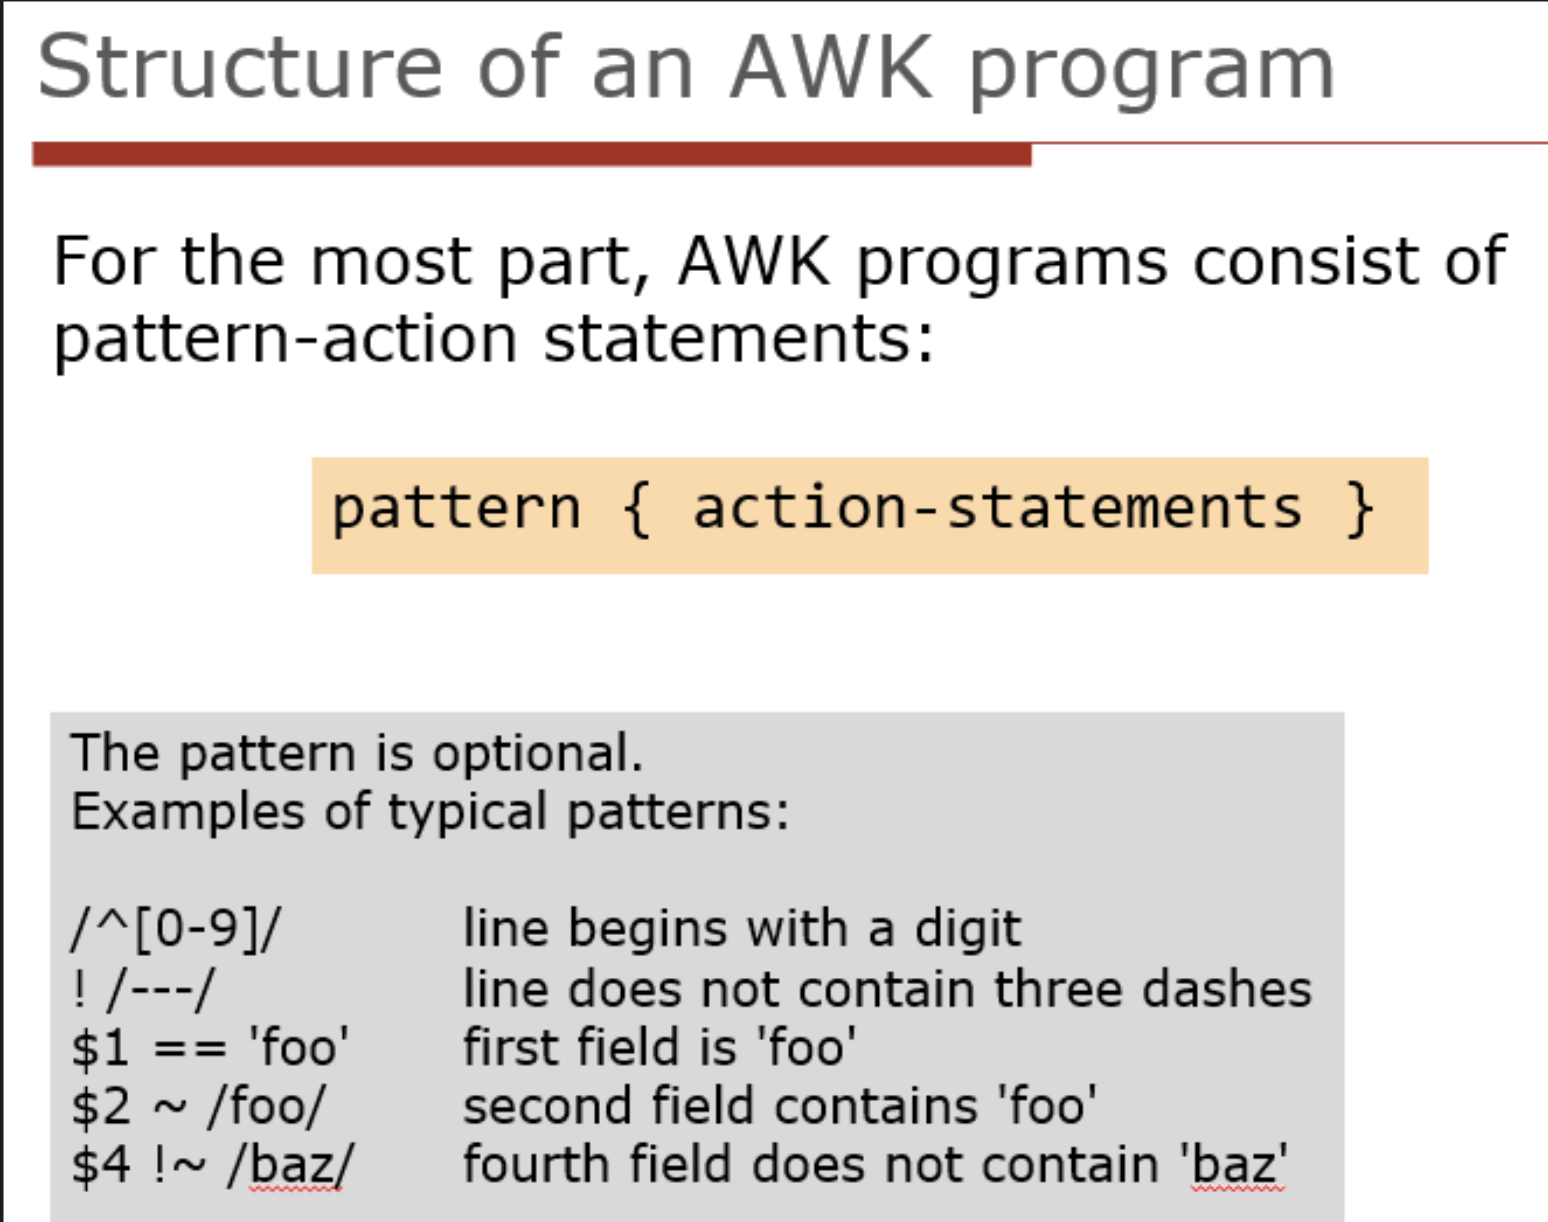 Structure of an AWK program
For the most part, AWK programs consist of
pattern-action statements:
pattern { action-statements }
The pattern is optional.
Examples of typical patterns:
/^[0-9]/ line begins with a digit
! /---/ line does not contain three dashes
$1 == 'foo' first field is 'foo'
$2 ~ /foo/ second field contains 'foo'
$4 !~ /baz/ fourth field does not contain 'baz'